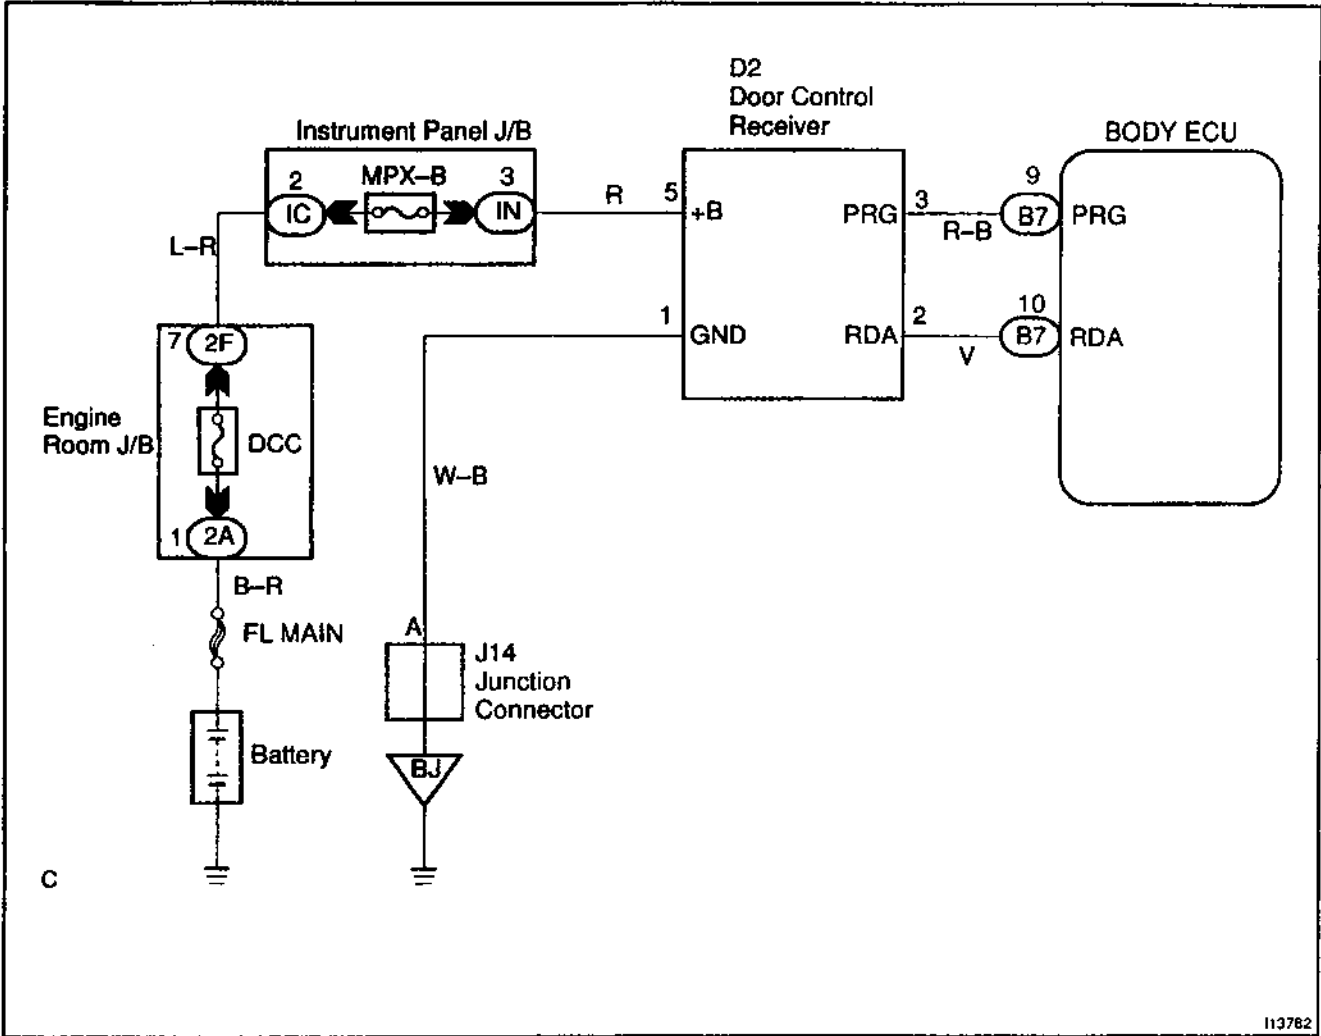 D2
Door Control
Receiver
Instrument Panel J/B
BODY ECU
2
MPX–B
3
9
IC
IN
R
5
+B
PRG
3
R–B
B7
PRG
L–R
1
GND
RDA
2
V
10
B7
RDA
7
2F
Engine
Room J/B
DCC
W–B
1
2A
B–R
FL MAIN
A
J14
Junction
Connector
Battery
BJ
C
I13762